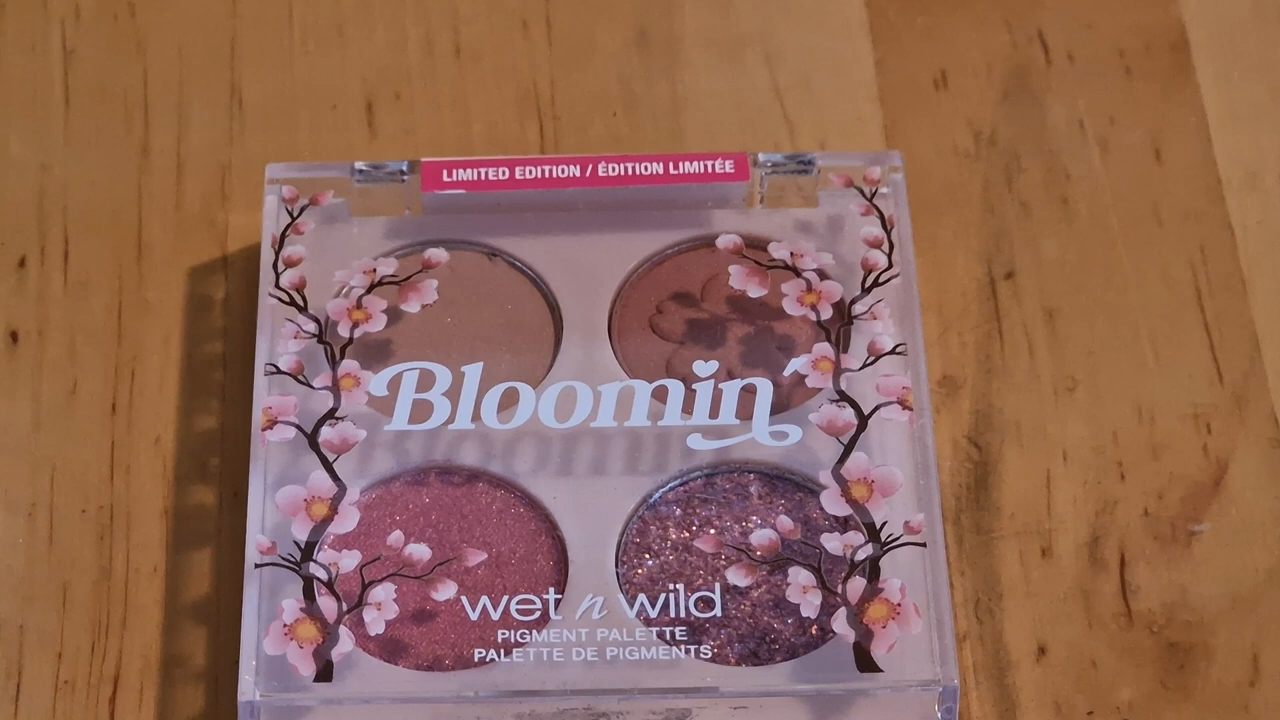 LIMITED EDITION / ÉDITION LIMITÉE
Bloomin'
wet n wild
PIGMENT PALETTE
PALETTE DE PIGMENTS